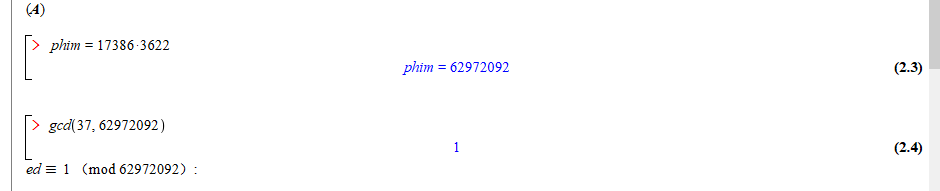 (A)
> phim = 17386·3622
phim = 62972092 (2.3)
> gcd(37, 62972092)
1 (2.4)
ed ≡ 1 (mod 62972092) :